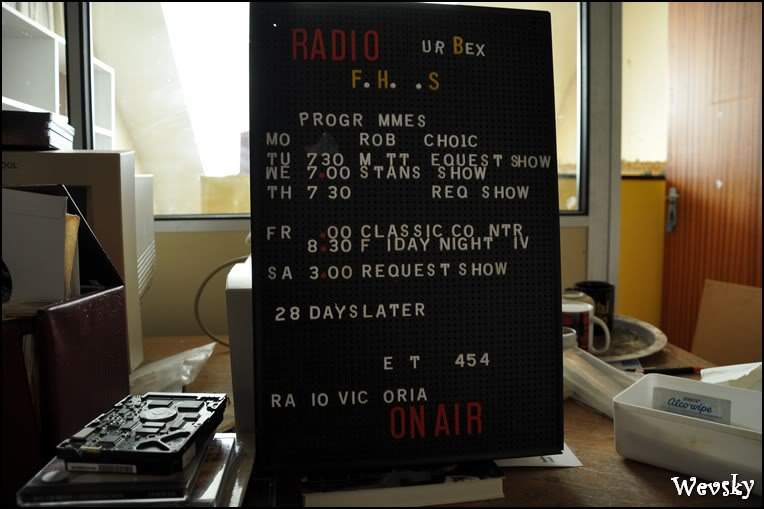 RADIO UR BEX
F.H. .S
PROGR MMES
MO ROB CHO1C
TU 730 M TT EQUEST SHOW
WE 7.00 STANS SHOW
TH 7 30 REQ SHOW
FR .00 CLASSIC CO NTR
8.30 F IDAY NIGHT IV
SA 3.00 REQUEST SHOW
28 DAYSLATER
E T 454
RA IO VIC ORIA
ON AIR
Alco-wipe
Wevsky